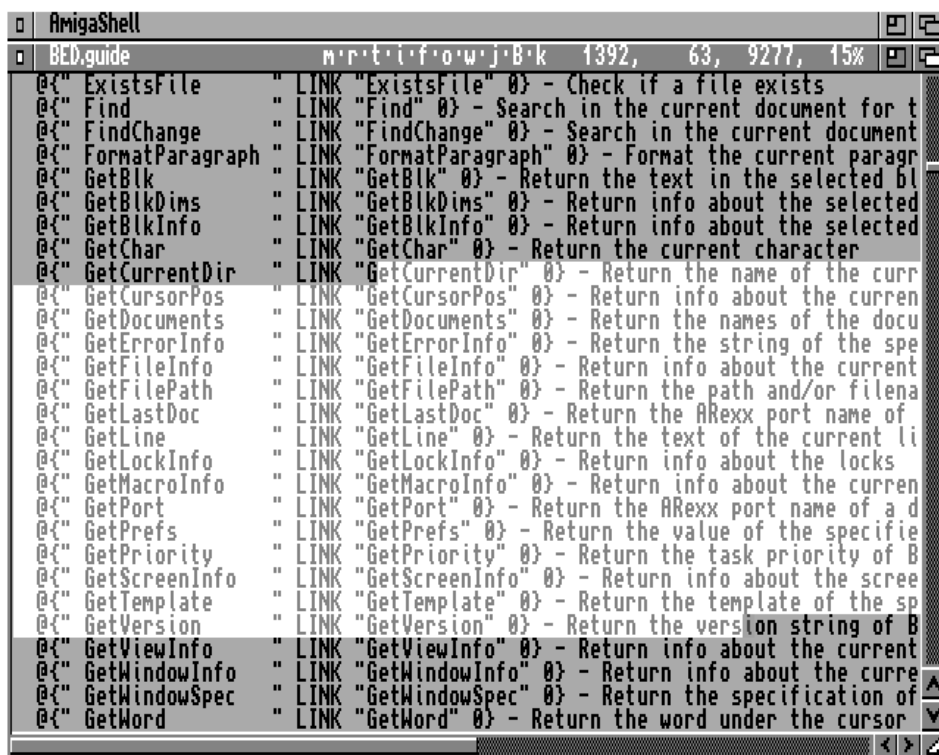 AmigaShell
BED.guide m·r·t·i·f·o·w·j·B·k 1392, 63, 9277, 15%
@{" ExistsFile " LINK "ExistsFile" 0} - Check if a file exists
@{" Find " LINK "Find" 0} - Search in the current document for t
@{" FindChange " LINK "FindChange" 0} - Search in the current document
@{" FormatParagraph " LINK "FormatParagraph" 0} - Format the current paragr
@{" GetBlk " LINK "GetBlk" 0} - Return the text in the selected bl
@{" GetBlkDims " LINK "GetBlkDims" 0} - Return info about the selected
@{" GetBlkInfo " LINK "GetBlkInfo" 0} - Return info about the selected
@{" GetChar " LINK "GetChar" 0} - Return the current character
@{" GetCurrentDir " LINK "GetCurrentDir" 0} - Return the name of the curr
@{" GetCursorPos " LINK "GetCursorPos" 0} - Return info about the curren
@{" GetDocuments " LINK "GetDocuments" 0} - Return the names of the docu
@{" GetErrorInfo " LINK "GetErrorInfo" 0} - Return the string of the spe
@{" GetFileInfo " LINK "GetFileInfo" 0} - Return info about the current
@{" GetFilePath " LINK "GetFilePath" 0} - Return the path and/or filena
@{" GetLastDoc " LINK "GetLastDoc" 0} - Return the ARexx port name of
@{" GetLine " LINK "GetLine" 0} - Return the text of the current li
@{" GetLockInfo " LINK "GetLockInfo" 0} - Return info about the locks
@{" GetMacroInfo " LINK "GetMacroInfo" 0} - Return info about the curren
@{" GetPort " LINK "GetPort" 0} - Return the ARexx port name of a d
@{" GetPrefs " LINK "GetPrefs" 0} - Return the value of the specifie
@{" GetPriority " LINK "GetPriority" 0} - Return the task priority of B
@{" GetScreenInfo " LINK "GetScreenInfo" 0} - Return info about the scree
@{" GetTemplate " LINK "GetTemplate" 0} - Return the template of the sp
@{" GetVersion " LINK "GetVersion" 0} - Return the version string of B
@{" GetViewInfo " LINK "GetViewInfo" 0} - Return info about the current
@{" GetWindowInfo " LINK "GetWindowInfo" 0} - Return info about the curre
@{" GetWindowSpec " LINK "GetWindowSpec" 0} - Return the specification of
@{" GetWord " LINK "GetWord" 0} - Return the word under the cursor